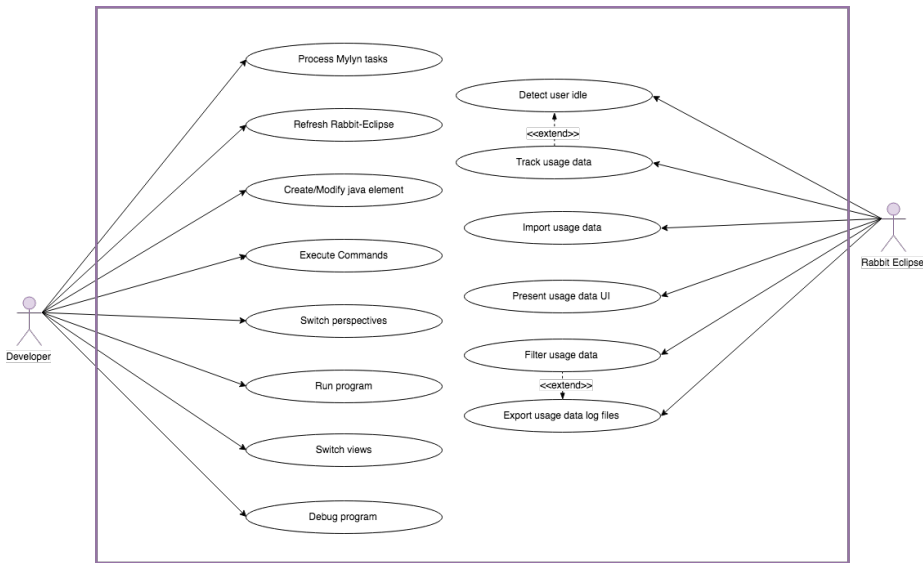 Process Mylyn tasks
Refresh Rabbit-Eclipse
Create/Modify java element
Execute Commands
Switch perspectives
Run program
Switch views
Debug program
Developer
Detect user idle
<<extend>>
Track usage data
Import usage data
Present usage data UI
Filter usage data
<<extend>>
Export usage data log files
Rabbit Eclipse